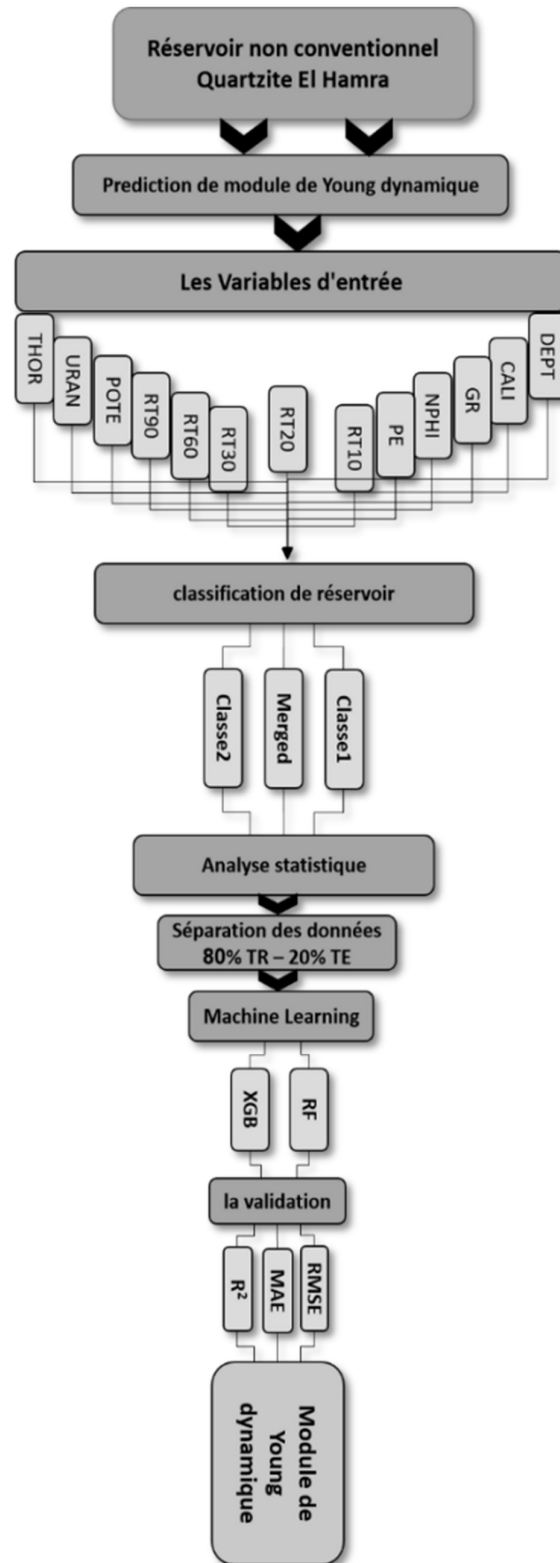 Réservoir non conventionnel
Quartzite El Hamra
Prediction de module de Young dynamique
Les Variables d'entrée
THOR
URAN
POTE
RT90
RT60
RT30
RT20
RT10
PE
NPHI
GR
CALI
DEPT
classification de réservoir
Classe2
Merged
Classe1
Analyse statistique
Séparation des données
80% TR – 20% TE
Machine Learning
XGB
RF
la validation
R²
MAE
RMSE
Module de
Young
dynamique